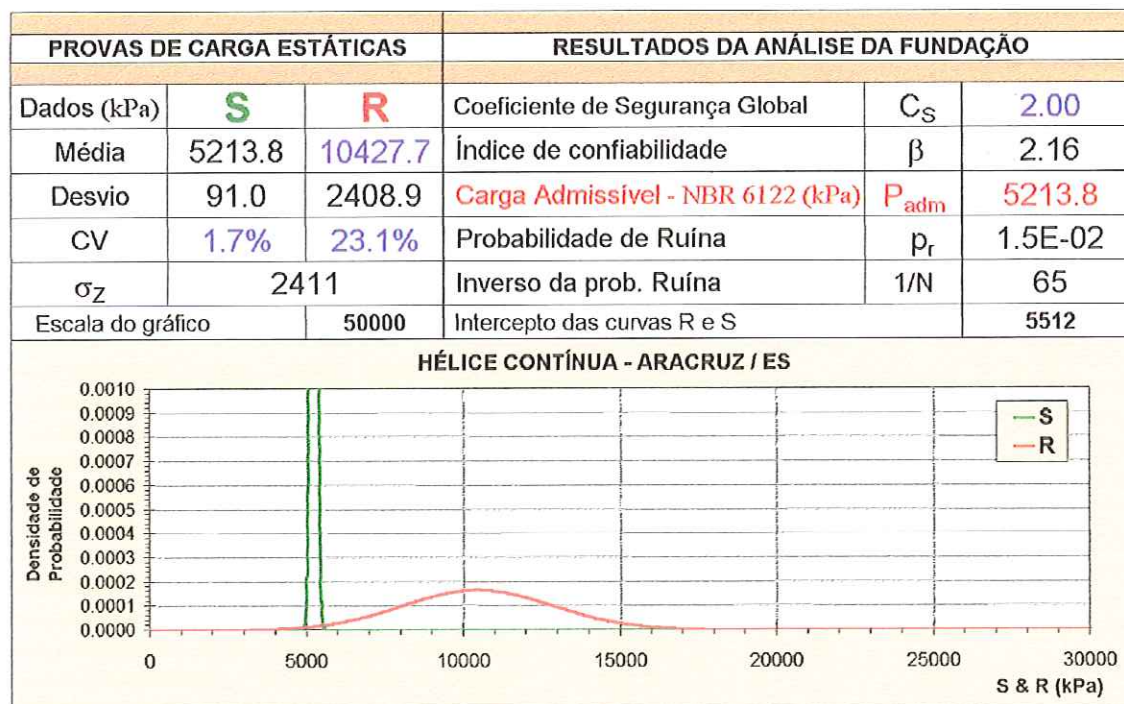 PROVAS DE CARGA ESTÁTICAS RESULTADOS DA ANÁLISE DA FUNDAÇÃO
Dados (kPa) S R Coeficiente de Segurança Global CS 2.00
Média 5213.8 10427.7 Índice de confiabilidade β 2.16
Desvio 91.0 2408.9 Carga Admissível - NBR 6122 (kPa) Padm 5213.8
CV 1.7% 23.1% Probabilidade de Ruína pr 1.5E-02
σZ 2411 Inverso da prob. Ruína 1/N 65
Escala do gráfico 50000 Intercepto das curvas R e S 5512
HÉLICE CONTÍNUA - ARACRUZ / ES
Densidade de
Probabilidade
0.0010
0.0009
0.0008
0.0007
0.0006
0.0005
0.0004
0.0003
0.0002
0.0001
0.0000
S
R
0 5000 10000 15000 20000 25000 30000
S & R (kPa)